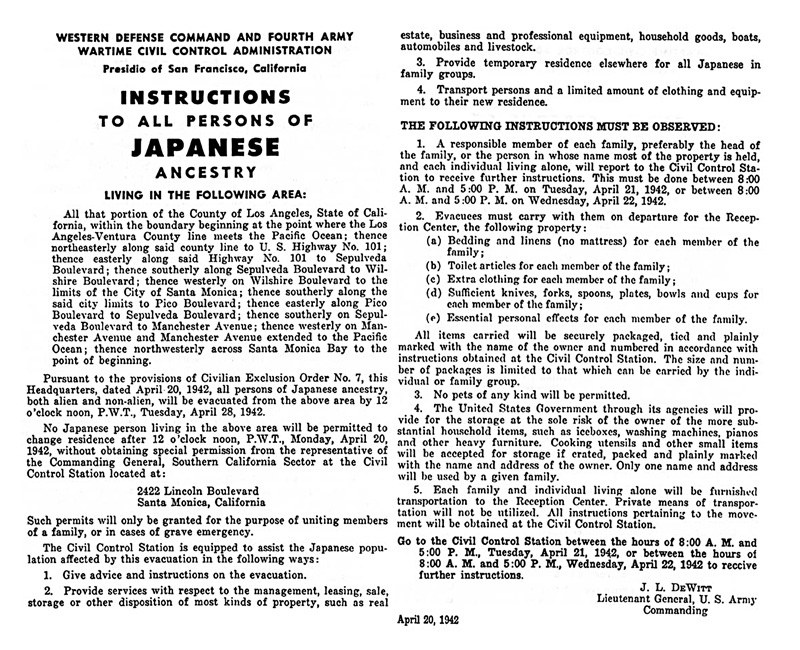 WESTERN DEFENSE COMMAND AND FOURTH ARMY
WARTIME CIVIL CONTROL ADMINISTRATION
Presidio of San Francisco, California
INSTRUCTIONS
TO ALL PERSONS OF
JAPANESE
ANCESTRY
LIVING IN THE FOLLOWING AREA:
All that portion of the County of Los Angeles, State of Cali-
fornia, within the boundary beginning at the point where the Los
Angeles-Ventura County line meets the Pacific Ocean; thence
northeasterly along said county line to U. S. Highway No. 101;
thence easterly along said Highway No. 101 to Sepulveda
Boulevard; thence southerly along Sepulveda Boulevard to Wil-
shire Boulevard; thence westerly on Wilshire Boulevard to the
limits of the City of Santa Monica; thence southerly along the
said city limits to Pico Boulevard; thence easterly along Pico
Boulevard to Sepulveda Boulevard; thence southerly on Sepul-
veda Boulevard to Manchester Avenue; thence westerly on Man-
chester Avenue and Manchester Avenue extended to the Pacific
Ocean; thence northwesterly across Santa Monica Bay to the
point of beginning.
Pursuant to the provisions of Civilian Exclusion Order No. 7, this
Headquarters, dated April 20, 1942, all persons of Japanese ancestry,
both alien and non-alien, will be evacuated from the above area by 12
o'clock noon, P.W.T., Tuesday, April 28, 1942.
No Japanese person living in the above area will be permitted to
change residence after 12 o'clock noon, P.W.T., Monday, April 20,
1942, without obtaining special permission from the representative of
the Commanding General, Southern California Sector at the Civil
Control Station located at:
2422 Lincoln Boulevard
Santa Monica, California
Such permits will only be granted for the purpose of uniting members
of a family, or in cases of grave emergency.
The Civil Control Station is equipped to assist the Japanese popu-
lation affected by this evacuation in the following ways:
1. Give advice and instructions on the evacuation.
2. Provide services with respect to the management, leasing, sale,
storage or other disposition of most kinds of property, such as real
estate, business and professional equipment, household goods, boats,
automobiles and livestock.
3. Provide temporary residence elsewhere for all Japanese in
family groups.
4. Transport persons and a limited amount of clothing and equip-
ment to their new residence.
THE FOLLOWING INSTRUCTIONS MUST BE OBSERVED:
1. A responsible member of each family, preferably the head of
the family, or the person in whose name most of the property is held,
and each individual living alone, will report to the Civil Control Sta-
tion to receive further instructions. This must be done between 8:00
A. M. and 5:00 P. M. on Tuesday, April 21, 1942, or between 8:00
A. M. and 5:00 P. M. on Wednesday, April 22, 1942.
2. Evacuees must carry with them on departure for the Recep-
tion Center, the following property:
(a) Bedding and linens (no mattress) for each member of the
family;
(b) Toilet articles for each member of the family;
(c) Extra clothing for each member of the family;
(d) Sufficient knives, forks, spoons, plates, bowls and cups for
each member of the family;
(e) Essential personal effects for each member of the family.
All items carried will be securely packaged, tied and plainly
marked with the name of the owner and numbered in accordance with
instructions obtained at the Civil Control Station. The size and num-
ber of packages is limited to that which can be carried by the indi-
vidual or family group.
3. No pets of any kind will be permitted.
4. The United States Government through its agencies will pro-
vide for the storage at the sole risk of the owner of the more sub-
stantial household items, such as iceboxes, washing machines, pianos
and other heavy furniture. Cooking utensils and other small items
will be accepted for storage if crated, packed and plainly marked
with the name and address of the owner. Only one name and address
will be used by a given family.
5. Each family and individual living alone will be furnished
transportation to the Reception Center. Private means of transpor-
tation will not be utilized. All instructions pertaining to the move-
ment will be obtained at the Civil Control Station.
Go to the Civil Control Station between the hours of 8:00 A. M. and
5:00 P. M., Tuesday, April 21, 1942, or between the hours of
8:00 A. M. and 5:00 P. M., Wednesday, April 22, 1942 to receive
further instructions.
J. L. DEWITT
Lieutenant General, U. S. Army
Commanding
April 20, 1942